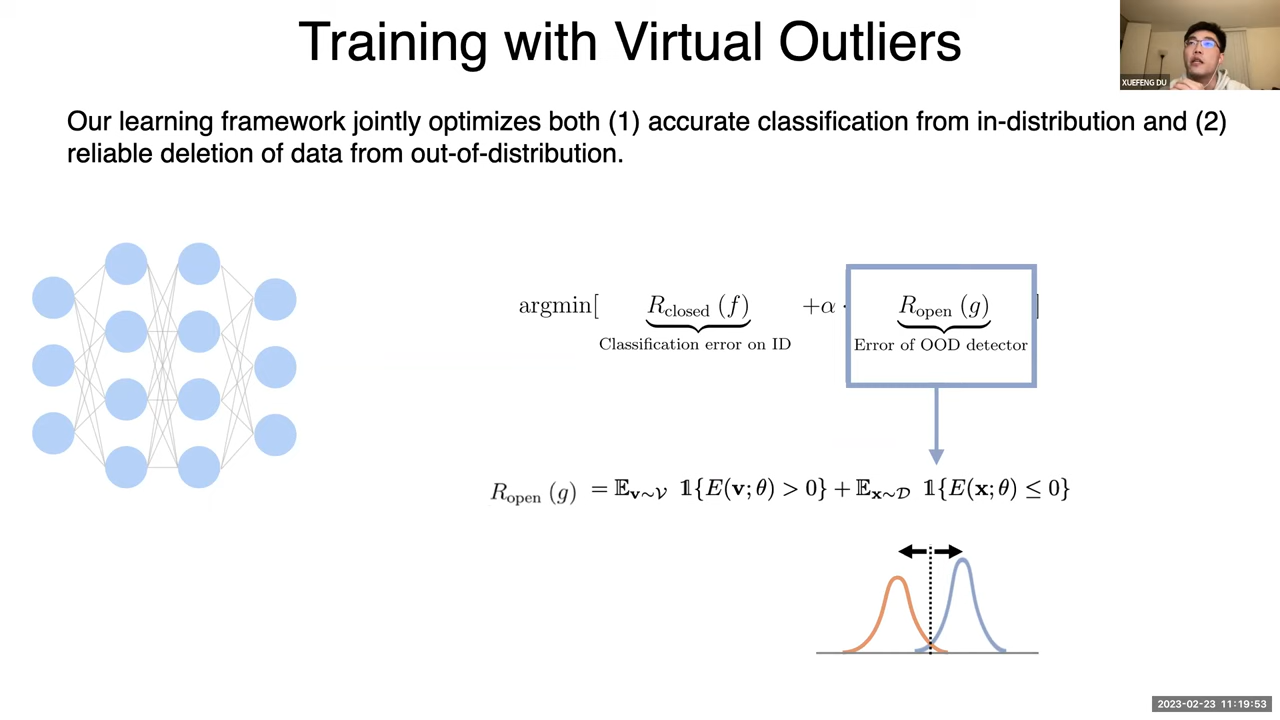 Training with Virtual Outliers
XUEFENG DU
Our learning framework jointly optimizes both (1) accurate classification from in-distribution and (2)
reliable deletion of data from out-of-distribution.
argmin[ R_closed (f) +α · R_open (g) ]
Classification error on ID
Error of OOD detector
R_open (g) = 𝔼_{v∼𝒱} 𝟙{E(v; θ) > 0} + 𝔼_{x∼𝒟} 𝟙{E(x; θ) ≤ 0}
2023-02-23 11:19:53